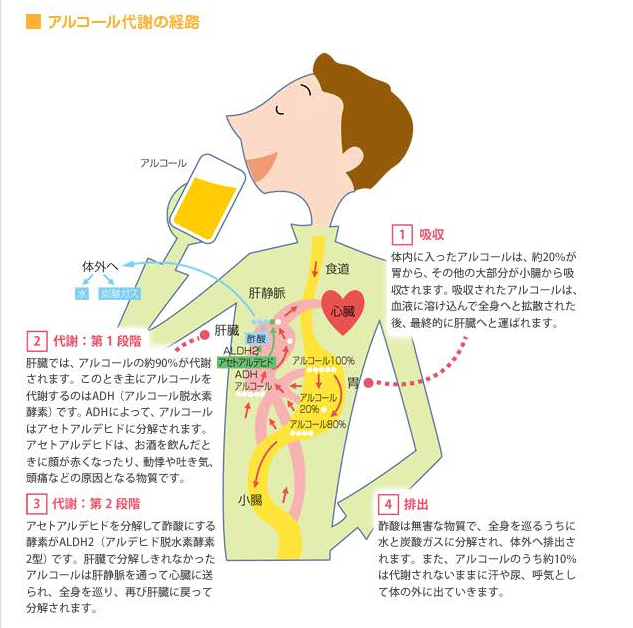 アルコール代謝の経路
アルコール
体外へ
水
炭酸ガス
食道
肝静脈
心臓
肝臓
酢酸
ALDH2
アセトアルデヒド
ADH
アルコール
アルコール100%
胃
アルコール
20%
アルコール80%
小腸
1 吸収
体内に入ったアルコールは、約20%が
胃から、その他の大部分が小腸から吸
収されます。吸収されたアルコールは、
血液に溶け込んで全身へと拡散された
後、最終的に肝臓へと運ばれます。
2 代謝：第1段階
肝臓では、アルコールの約90%が代謝
されます。このとき主にアルコールを
代謝するのはADH（アルコール脱水素
酵素）です。ADHによって、アルコール
はアセトアルデヒドに分解されます。
アセトアルデヒドは、お酒を飲んだと
きに顔が赤くなったり、動悸や吐き気、
頭痛などの原因となる物質です。
3 代謝：第2段階
アセトアルデヒドを分解して酢酸にする
酵素がALDH2（アルデヒド脱水素酵素
2型）です。肝臓で分解しきれなかった
アルコールは肝静脈を通って心臓に送
られ、全身を巡り、再び肝臓に戻って
分解されます。
4 排出
酢酸は無害な物質で、全身を巡るうちに
水と炭酸ガスに分解され、体外へ排出さ
れます。また、アルコールのうち約10%
は代謝されないままに汗や尿、呼気とし
て体の外に出ていきます。